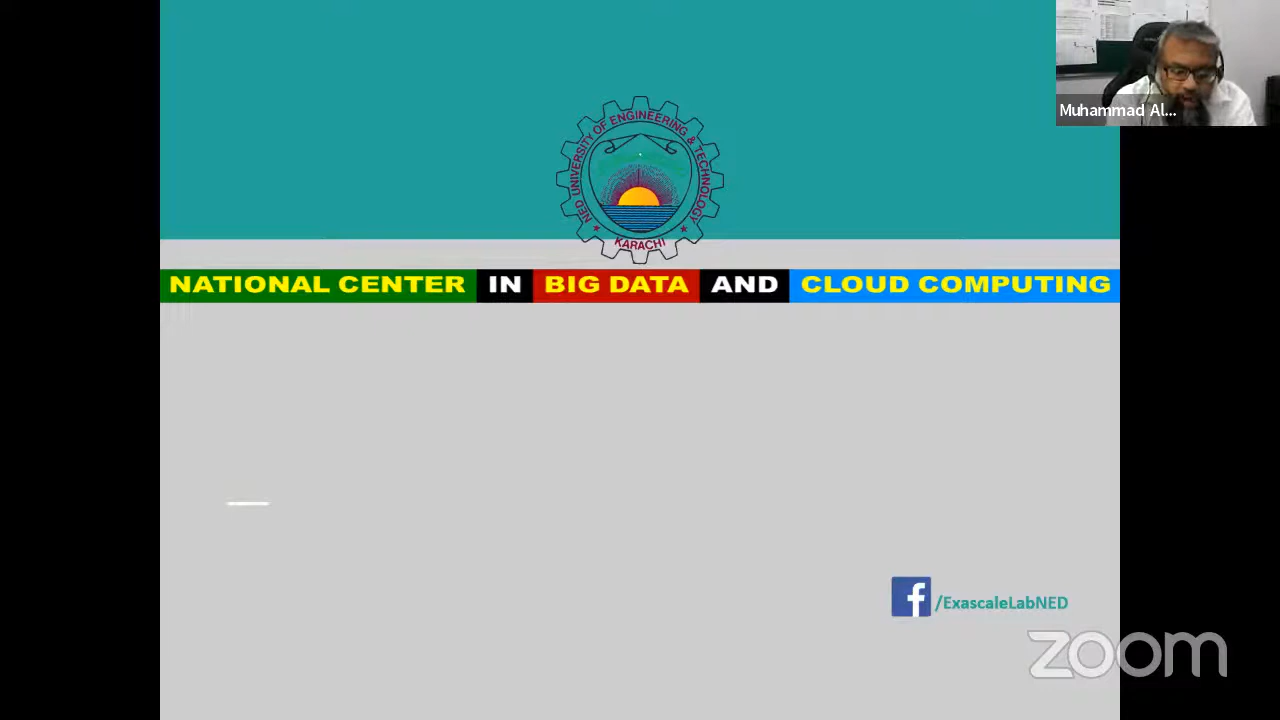 Muhammad Al...
NED UNIVERSITY OF ENGINEERING & TECHNOLOGY
KARACHI
NATIONAL CENTER IN BIG DATA AND CLOUD COMPUTING
/ExascaleLabNED
zoom